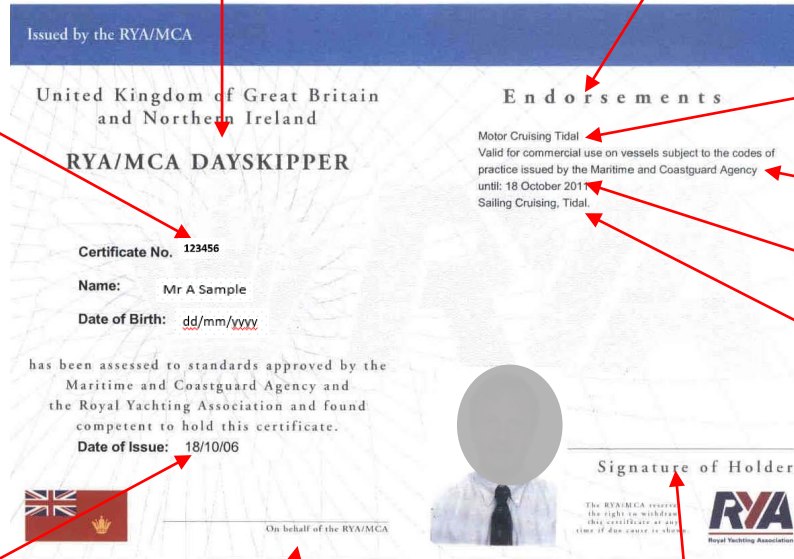 Issued by the RYA/MCA
United Kingdom of Great Britain
and Northern Ireland
RYA/MCA DAYSKIPPER
Certificate No. 123456
Name: Mr A Sample
Date of Birth: dd/mm/yyyy
has been assessed to standards approved by the
Maritime and Coastguard Agency and
the Royal Yachting Association and found
competent to hold this certificate.
Date of Issue: 18/10/06
On behalf of the RYA/MCA
Endorsements
Motor Cruising Tidal
Valid for commercial use on vessels subject to the codes of
practice issued by the Maritime and Coastguard Agency
until: 18 October 2011
Sailing Cruising, Tidal.
Signature of Holder
The RYA/MCA reserves
the right to withdraw
this certificate at any
time if due cause is shown
RYA
Royal Yachting Association
RYA